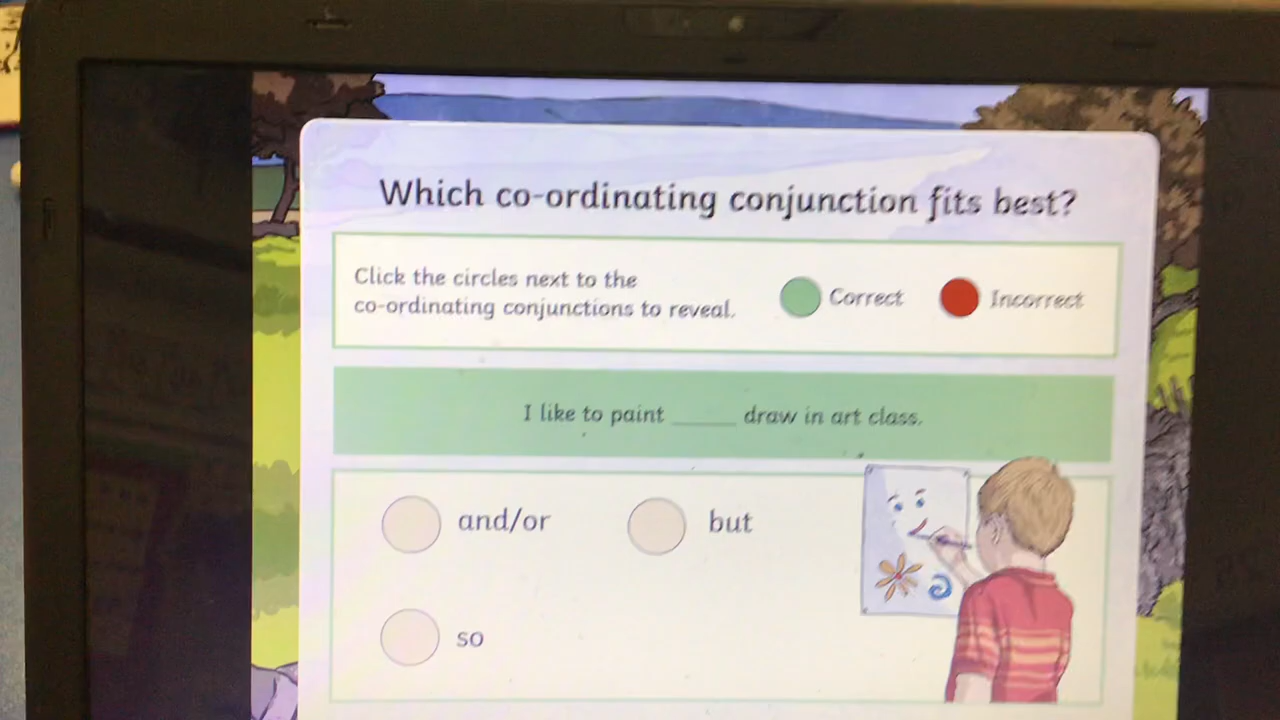 Which co-ordinating conjunction fits best?
Click the circles next to the
co-ordinating conjunctions to reveal.
Correct
Incorrect
I like to paint _____ draw in art class.
and/or
but
so